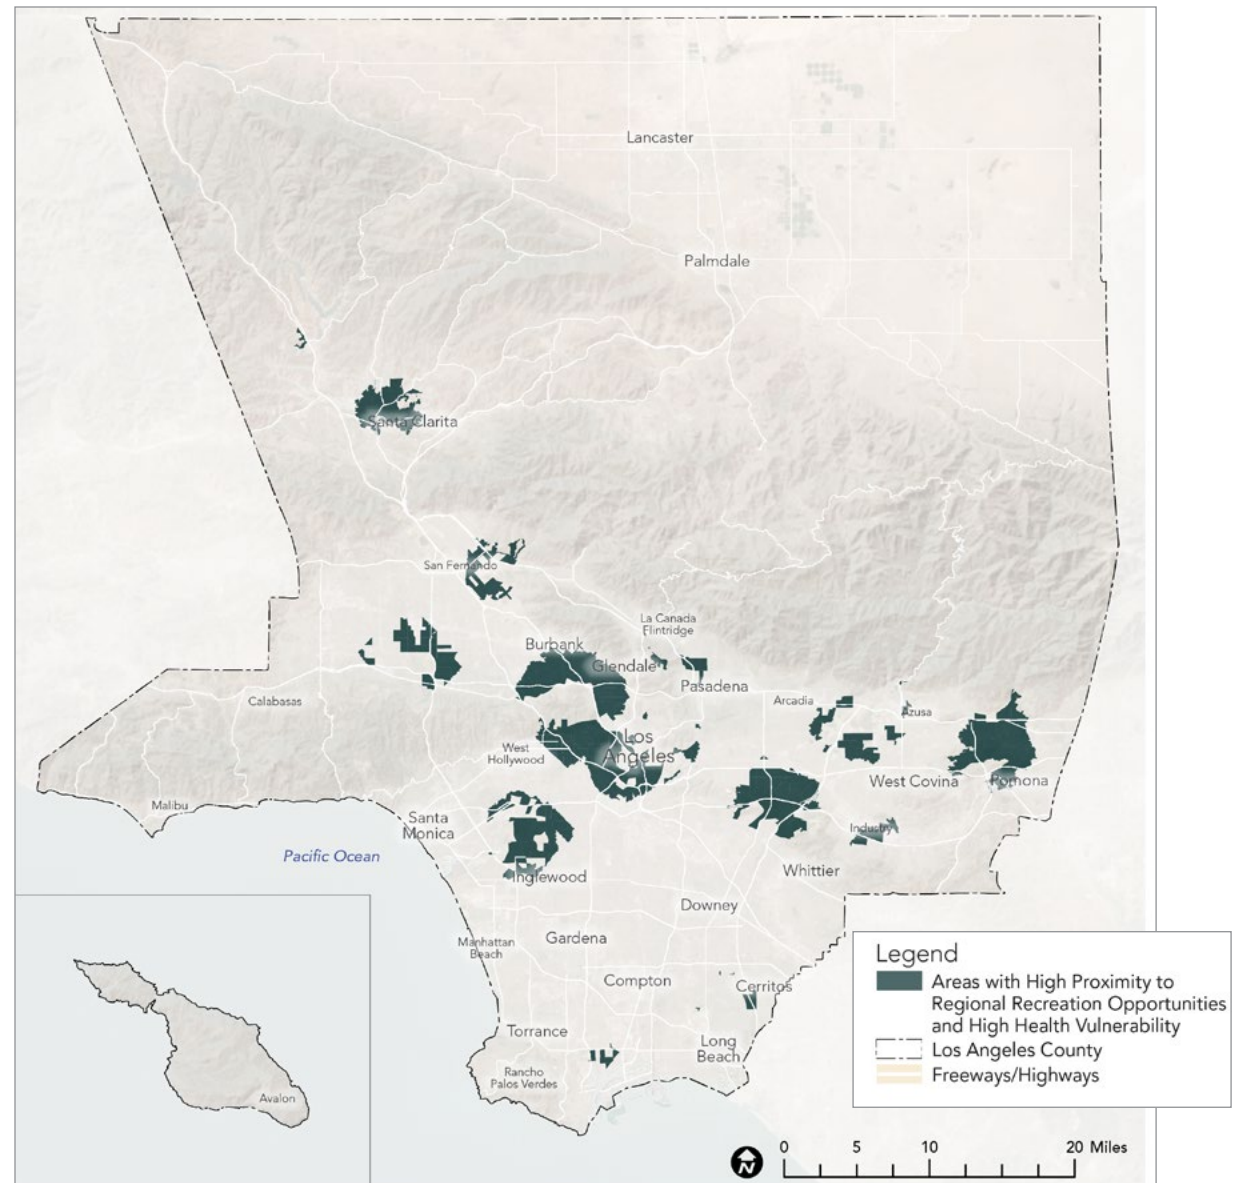 Lancaster
Palmdale
Santa Clarita
San Fernando
La Canada
Flintridge
Burbank
Glendale
Pasadena
Calabasas
Arcadia
Azusa
West
Hollywood
Los
Angeles
West Covina
Pomona
Malibu
Santa
Monica
Industry
Pacific Ocean
Inglewood
Whittier
Downey
Manhattan
Beach
Gardena
Compton
Cerritos
Torrance
Long
Beach
Rancho
Palos Verdes
Avalon
Legend
Areas with High Proximity to
Regional Recreation Opportunities
and High Health Vulnerability
Los Angeles County
Freeways/Highways
N
0 5 10 20 Miles